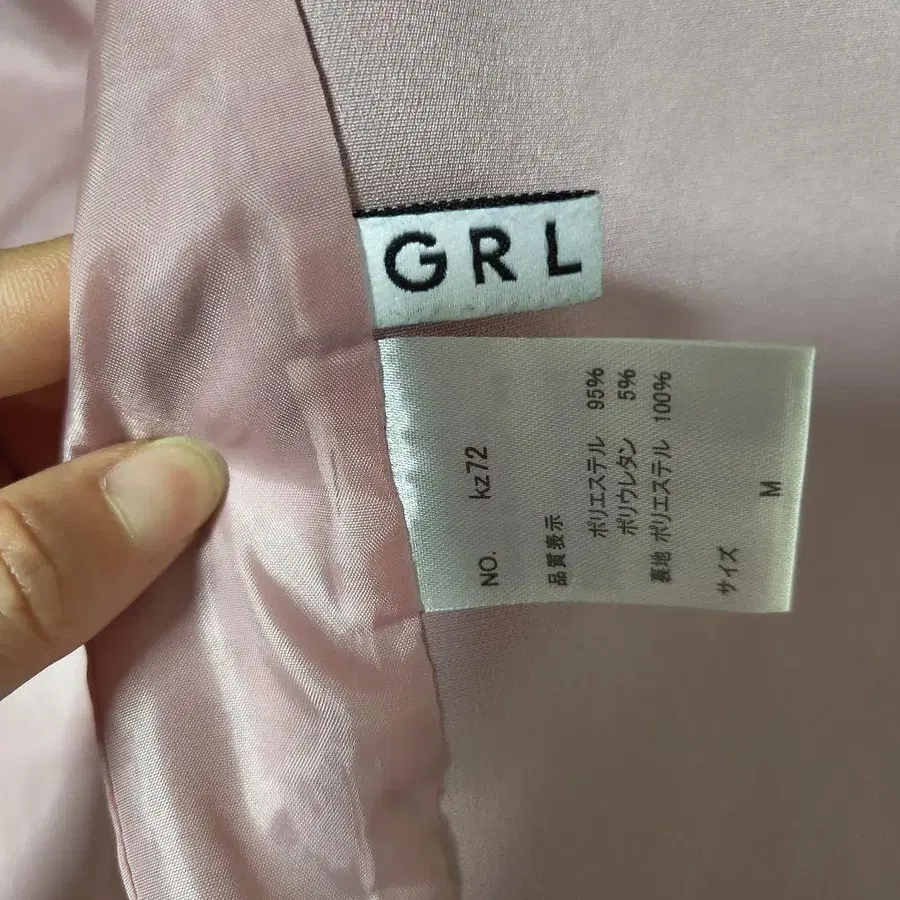 GRL
NO. kz72
品質表示
ポリエステル 95%
ポリウレタン 5%
裏地 ポリエステル 100%
サイズ M